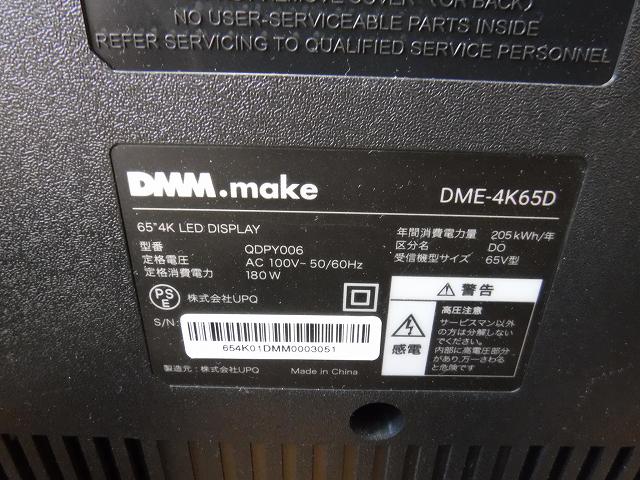 NO USER-SERVICEABLE PARTS INSIDE
REFER SERVICING TO QUALIFIED SERVICE PERSONNEL
DMM.make
DME-4K65D
65"4K LED DISPLAY
型番 QDPY006
定格電圧 AC 100V~ 50/60Hz
定格消費電力 180W
年間消費電力量 205kWh/年
区分名 DO
受信機型サイズ 65V型
PS
E
株式会社UPQ
S/N:
654K01DMM0003051
製造元:株式会社UPQ Made in China
警告
感電
高圧注意
サービスマン以外
の方は分解しない
でください。
内部に高電圧部分
があり、万一さわる
と危険です